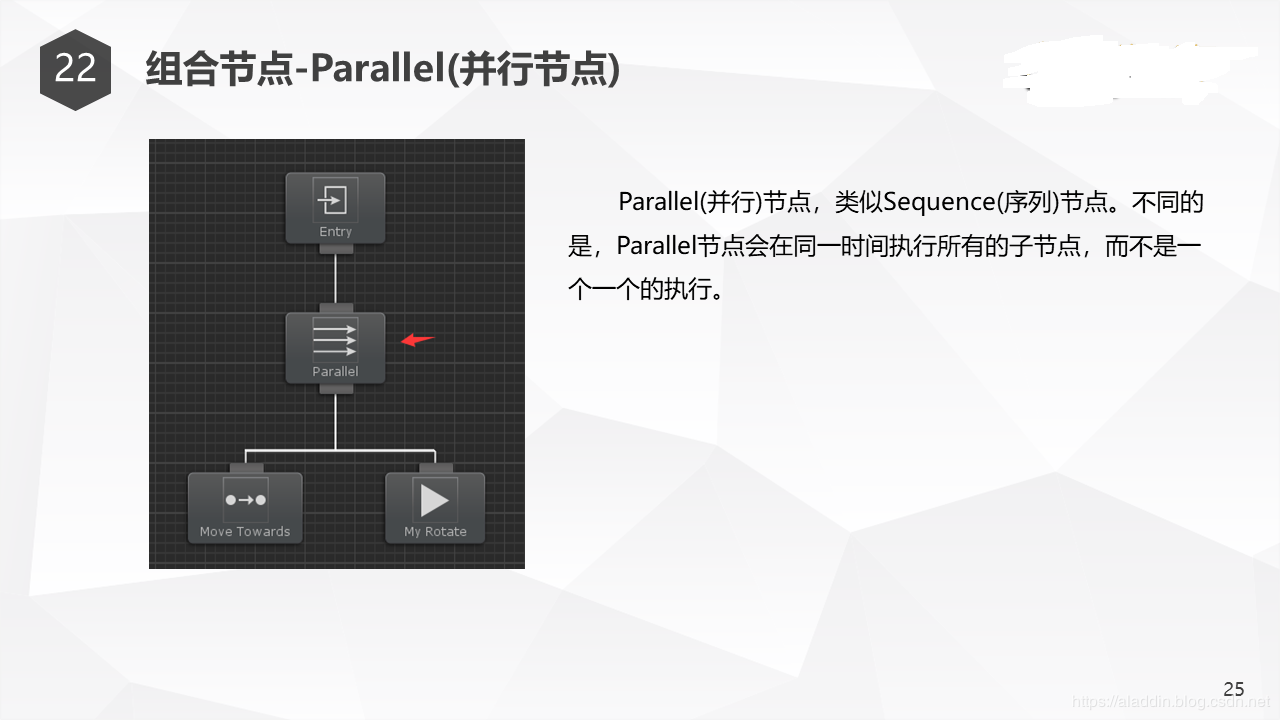 22
组合节点-Parallel(并行节点)
Entry
Parallel
Move Towards
My Rotate
Parallel(并行)节点，类似Sequence(序列)节点。不同的
是，Parallel节点会在同一时间执行所有的子节点，而不是一
个一个的执行。
25
https://aladdin.blog.csdn.net